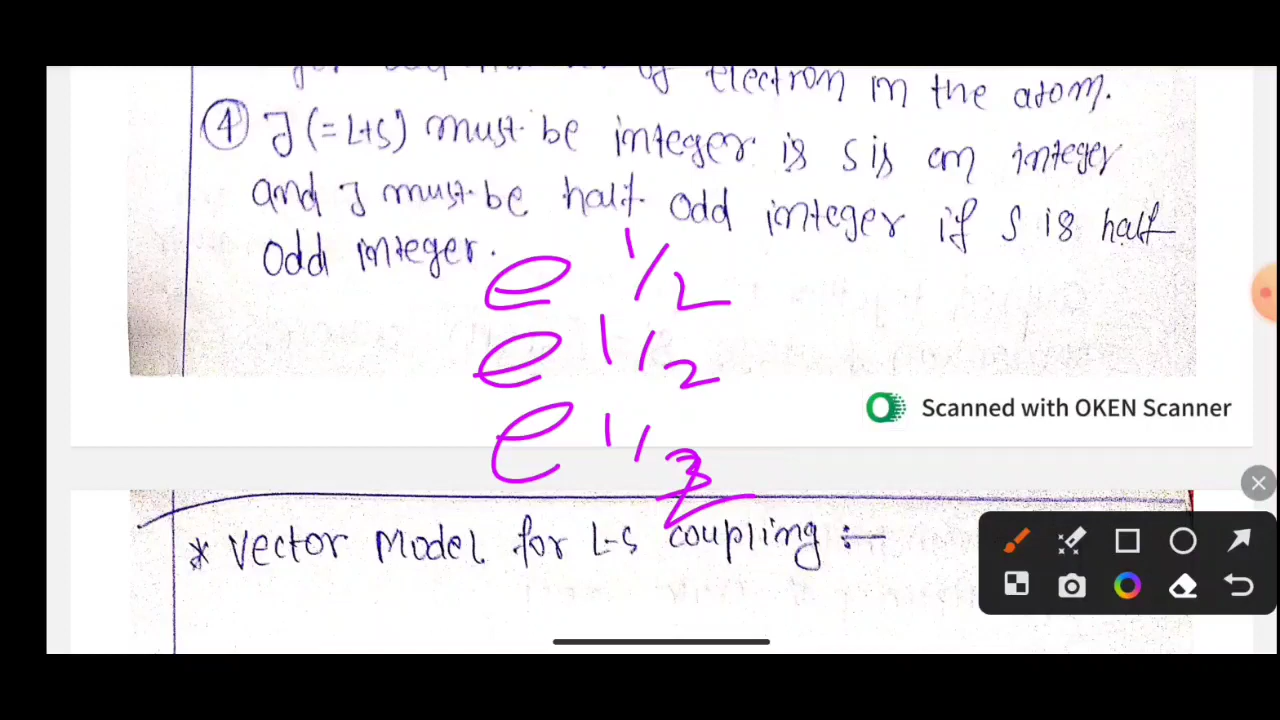 of electron in the atom.
④ J (= L+S) must be integer is S is an integer
and J must be half odd integer if S is half
odd integer.
e 1/2
e 1/2
e 1/2
Scanned with OKEN Scanner
* Vector Model for L-S coupling :-